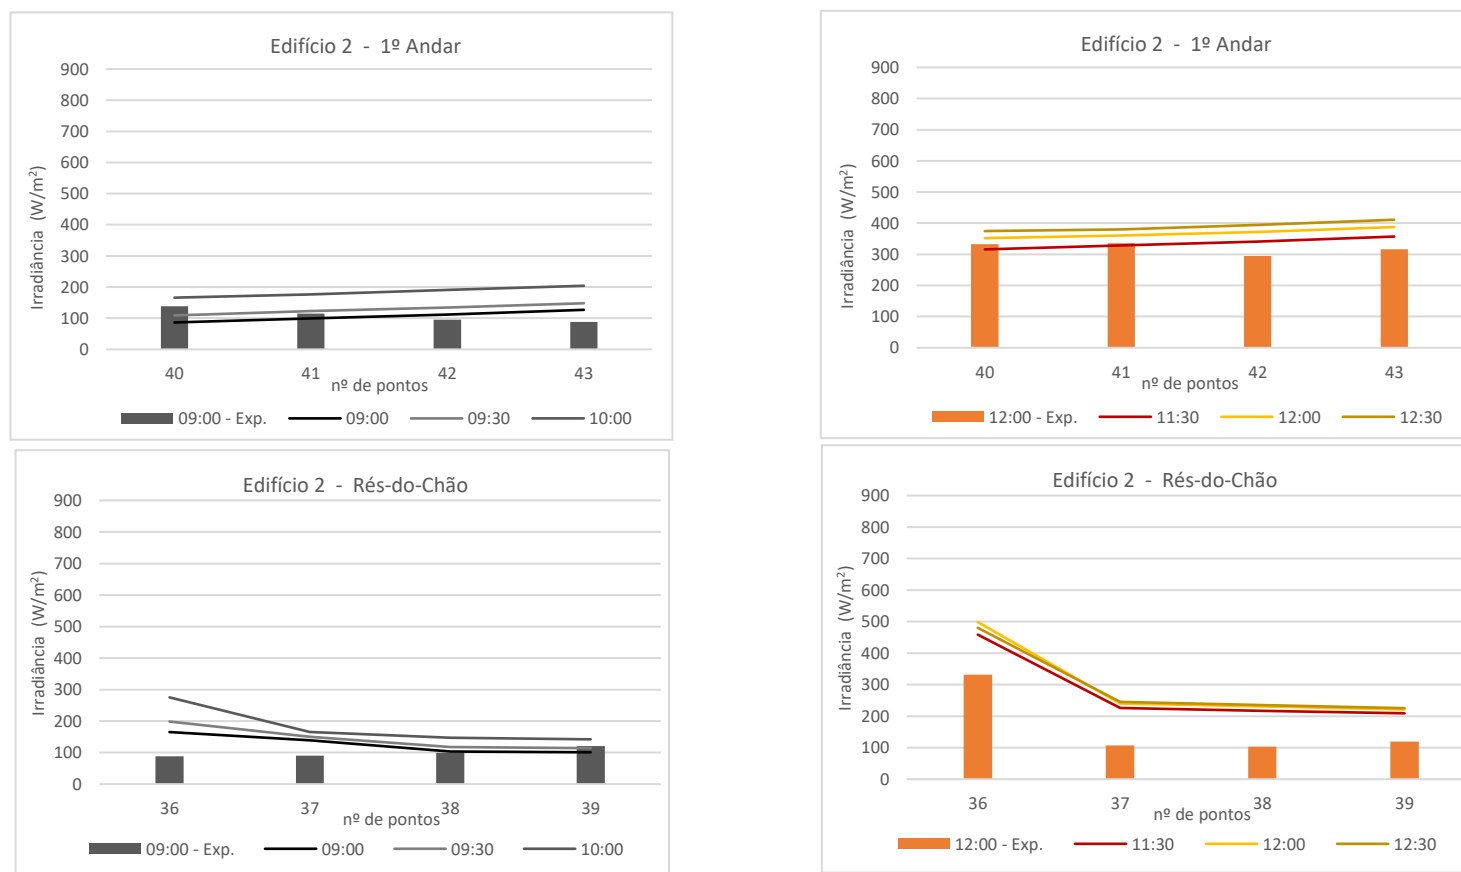 Edifício 2 - 1º Andar
Irradiância (W/m²)
900
800
700
600
500
400
300
200
100
0
40 41 42 43
nº de pontos
09:00 - Exp. 09:00 09:30 10:00
Edifício 2 - 1º Andar
Irradiância (W/m²)
900
800
700
600
500
400
300
200
100
0
40 41 42 43
nº de pontos
12:00 - Exp. 11:30 12:00 12:30
Edifício 2 - Rés-do-Chão
Irradiância (W/m²)
900
800
700
600
500
400
300
200
100
0
36 37 38 39
nº de pontos
09:00 - Exp. 09:00 09:30 10:00
Edifício 2 - Rés-do-Chão
Irradiância (W/m²)
900
800
700
600
500
400
300
200
100
0
36 37 38 39
nº de pontos
12:00 - Exp. 11:30 12:00 12:30